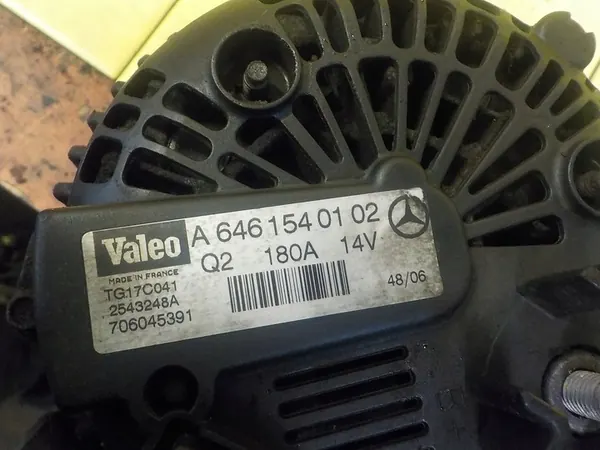 Valeo A 646 154 01 02
Q2 180A 14V
MADE IN FRANCE
TG17C041
2543248A
706045391
48/06